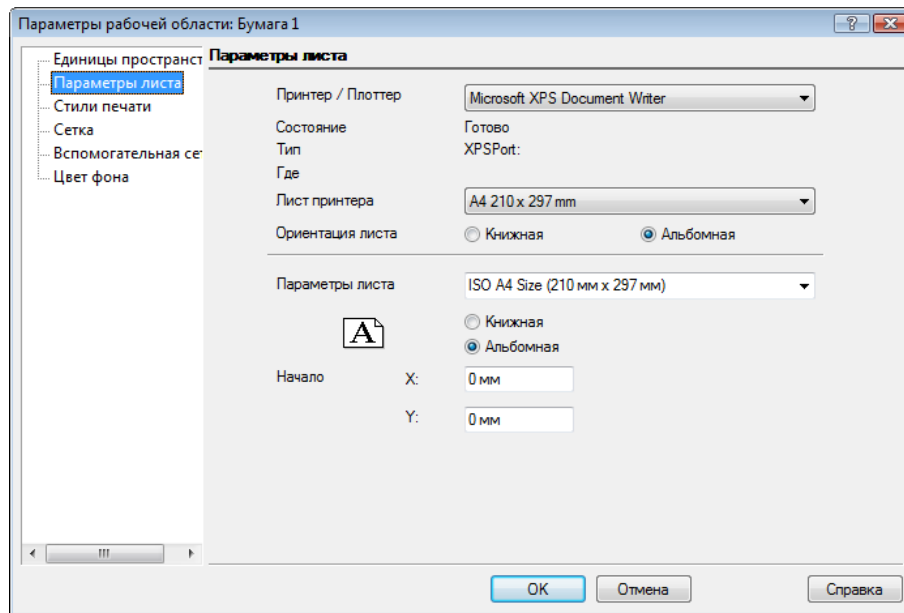 Параметры рабочей области: Бумага 1
Единицы пространст
Параметры листа
Стили печати
Сетка
Вспомогательная сет
Цвет фона
Параметры листа
Принтер / Плоттер
Microsoft XPS Document Writer
Состояние
Готово
Тип
XPSPort:
Где
Лист принтера
A4 210 x 297 mm
Ориентация листа
Книжная
Альбомная
Параметры листа
ISO A4 Size (210 мм x 297 мм)
A
Книжная
Альбомная
Начало
X:
0 мм
Y:
0 мм
OK
Отмена
Справка